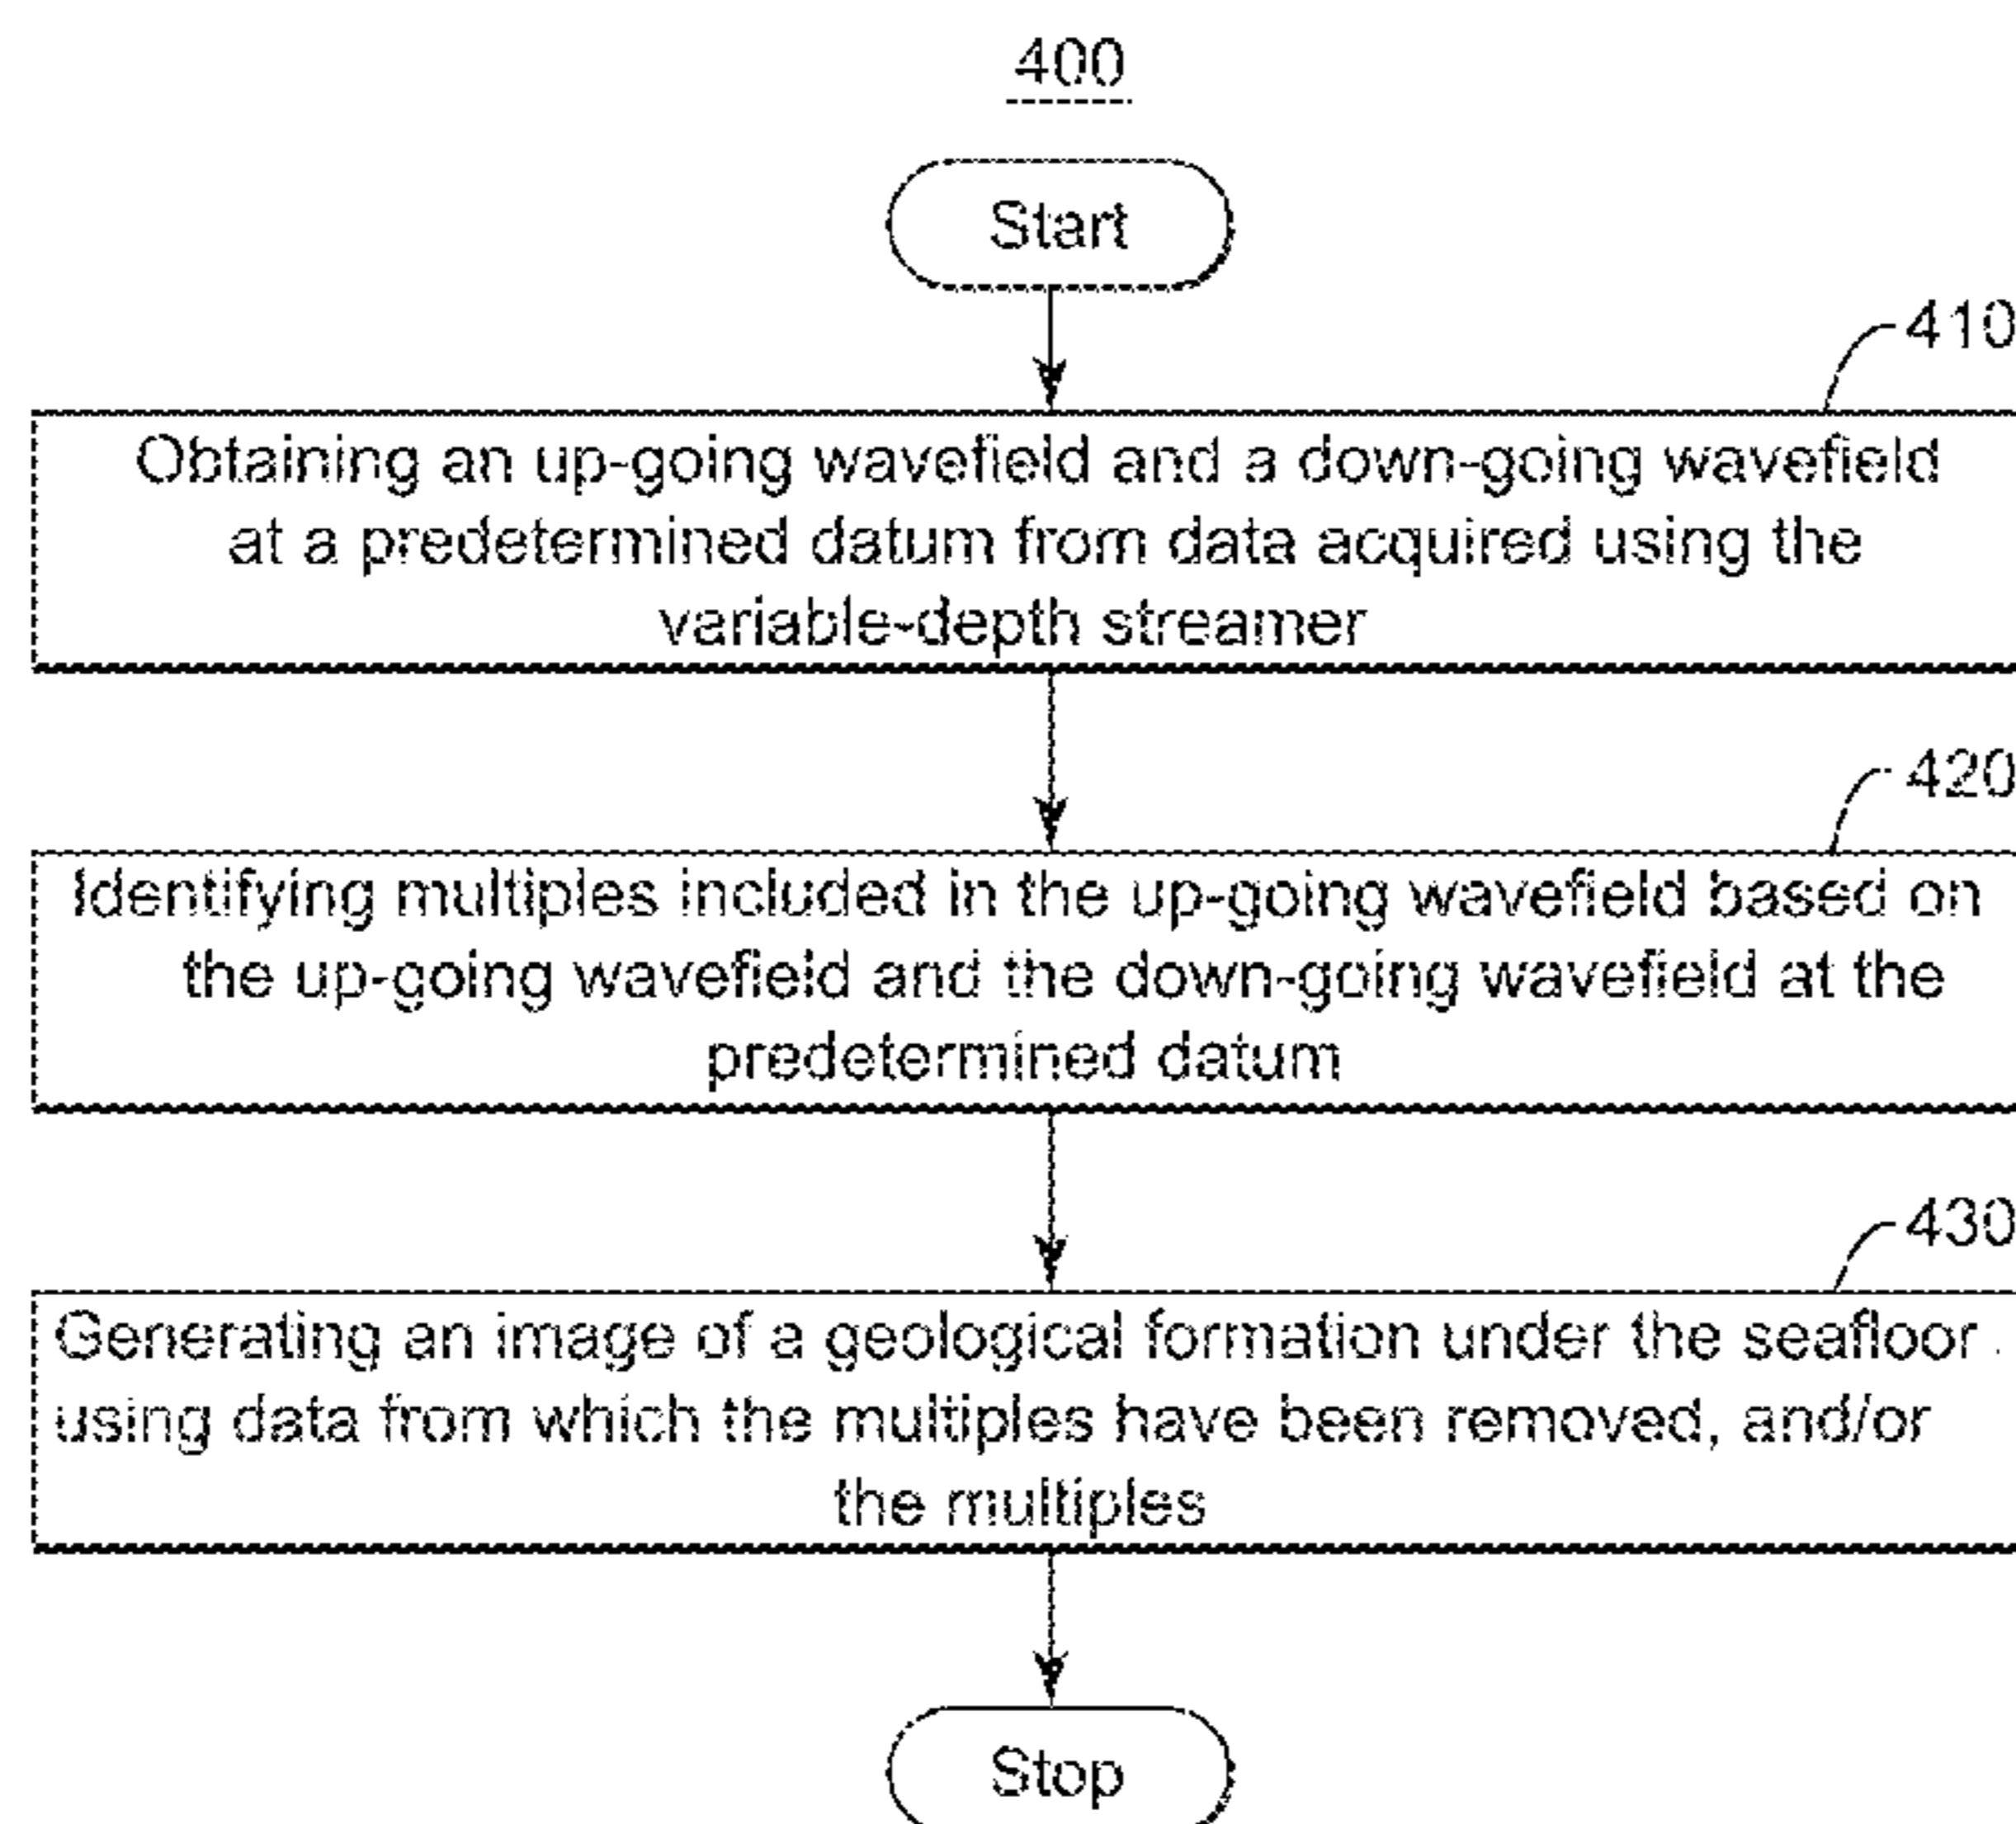 400
Start
410
Obtaining an up-going wavefield and a down-going wavefield
at a predetermined datum from data acquired using the
variable-depth streamer
420
Identifying multiples included in the up-going wavefield based on
the up-going wavefield and the down-going wavefield at the
predetermined datum
430
Generating an image of a geological formation under the seafloor
using data from which the multiples have been removed, and/or
the multiples
Stop